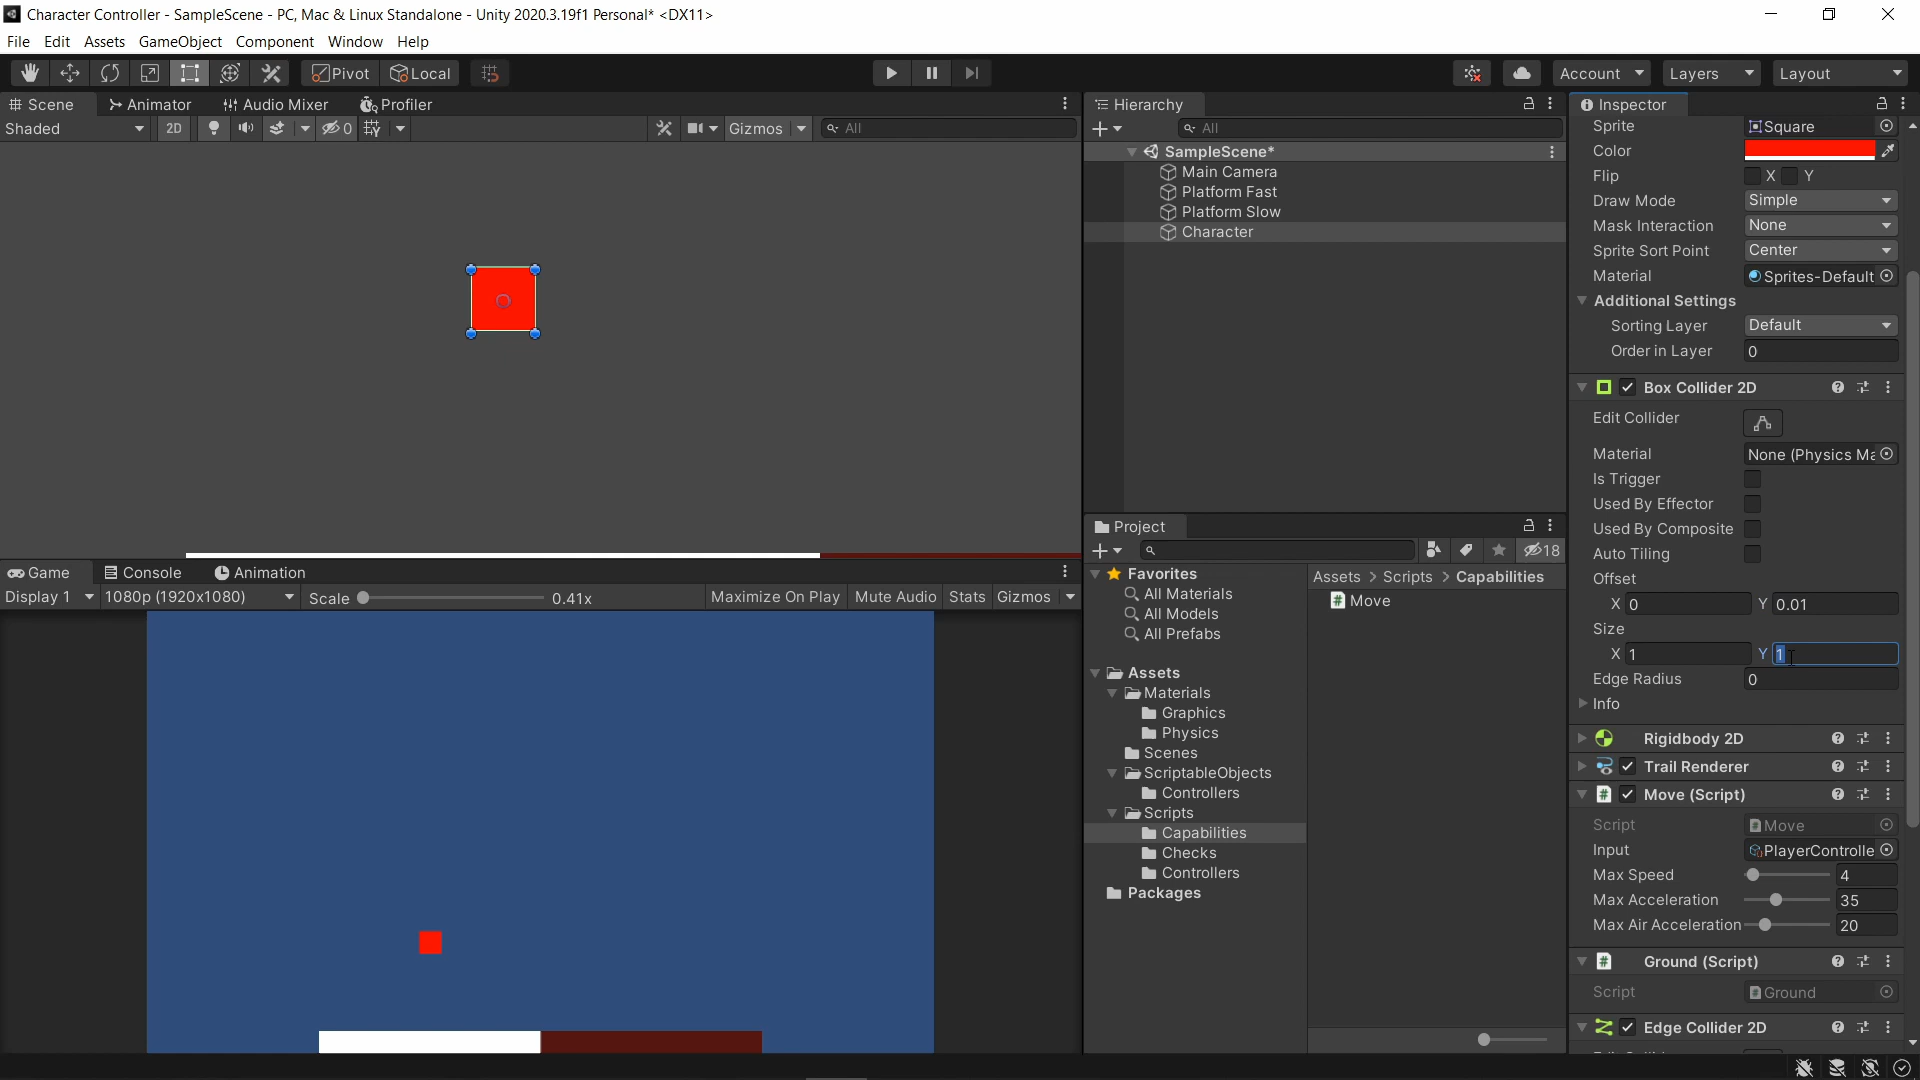 Character Controller - SampleScene - PC, Mac & Linux Standalone - Unity 2020.3.19f1 Personal* <DX11>
File Edit Assets GameObject Component Window Help
Pivot Local Account Layers Layout
Scene Animator Audio Mixer Profiler
Shaded 2D 0 Gizmos All
Hierarchy
All
SampleScene*
Main Camera
Platform Fast
Platform Slow
Character
Game Console Animation
Display 1 1080p (1920x1080) Scale 0.41x Maximize On Play Mute Audio Stats Gizmos
Project
18
Favorites
All Materials
All Models
All Prefabs
Assets
Materials
Graphics
Physics
Scenes
ScriptableObjects
Controllers
Scripts
Capabilities
Checks
Controllers
Packages
Assets > Scripts > Capabilities
Move
Inspector
Sprite Square
Color
Flip X Y
Draw Mode Simple
Mask Interaction None
Sprite Sort Point Center
Material Sprites-Default
Additional Settings
Sorting Layer Default
Order in Layer 0
Box Collider 2D
Edit Collider
Material None (Physics Ma
Is Trigger
Used By Effector
Used By Composite
Auto Tiling
Offset
X 0 Y 0.01
Size
X 1 Y 1
Edge Radius 0
Info
Rigidbody 2D
Trail Renderer
Move (Script)
Script Move
Input PlayerControlle
Max Speed 4
Max Acceleration 35
Max Air Acceleration 20
Ground (Script)
Script Ground
Edge Collider 2D